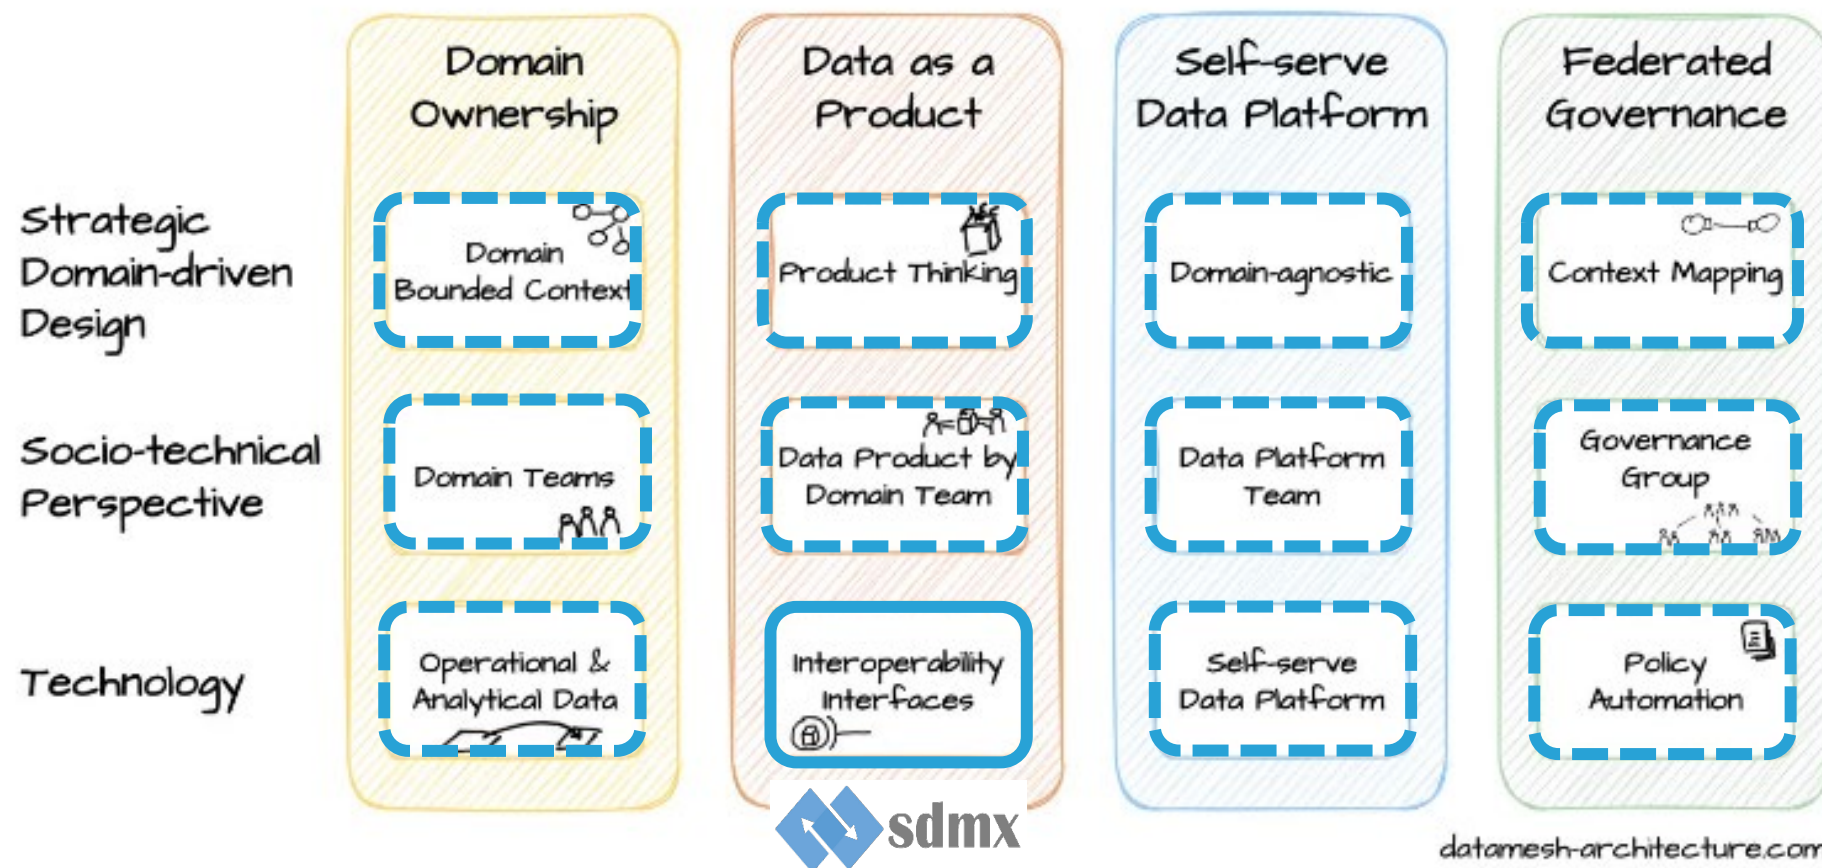 Domain
Ownership
Data as a
Product
Self-serve
Data Platform
Federated
Governance
Strategic
Domain-driven
Design
Domain
Bounded Context
Product Thinking
Domain-agnostic
Context Mapping
Socio-technical
Perspective
Domain Teams
Data Product by
Domain Team
Data Platform
Team
Governance
Group
Technology
Operational &
Analytical Data
Interoperability
Interfaces
Self-serve
Data Platform
Policy
Automation
sdmx
datamesh-architecture.com